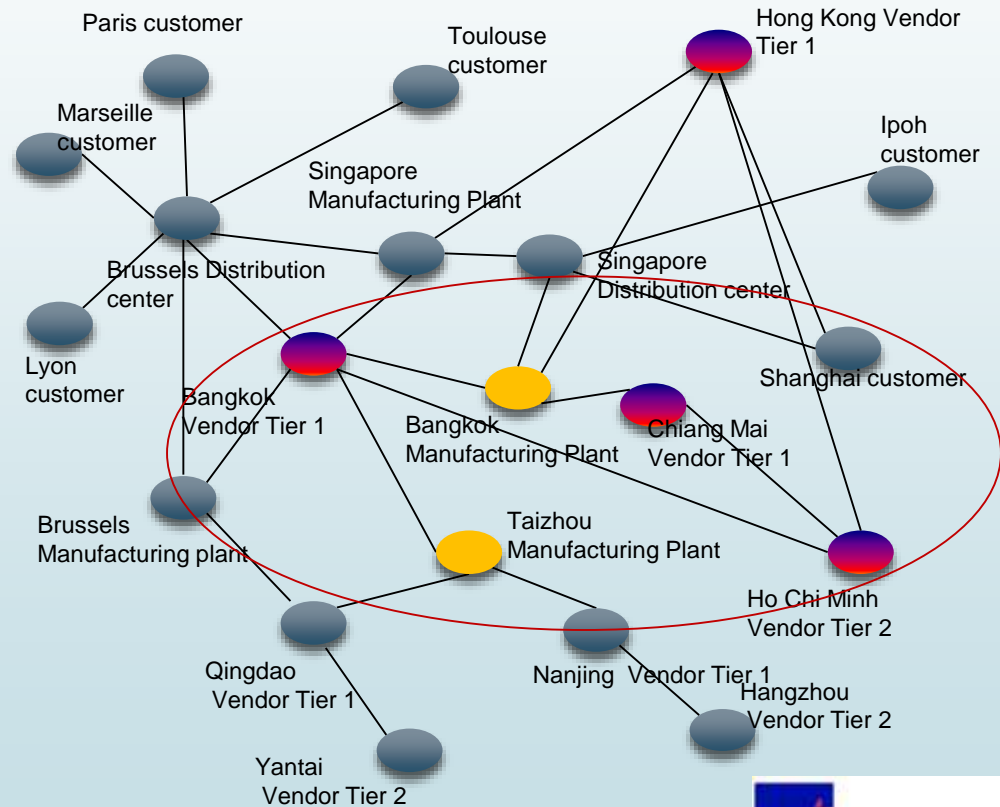 Paris customer
Toulouse
customer
Hong Kong Vendor
Tier 1
Marseille
customer
Ipoh
customer
Singapore
Manufacturing Plant
Brussels Distribution
center
Singapore
Distribution center
Lyon
customer
Shanghai customer
Bangkok
Vendor Tier 1
Bangkok
Manufacturing Plant
Chiang Mai
Vendor Tier 1
Brussels
Manufacturing plant
Taizhou
Manufacturing Plant
Ho Chi Minh
Vendor Tier 2
Qingdao
Vendor Tier 1
Nanjing Vendor Tier 1
Hangzhou
Vendor Tier 2
Yantai
Vendor Tier 2